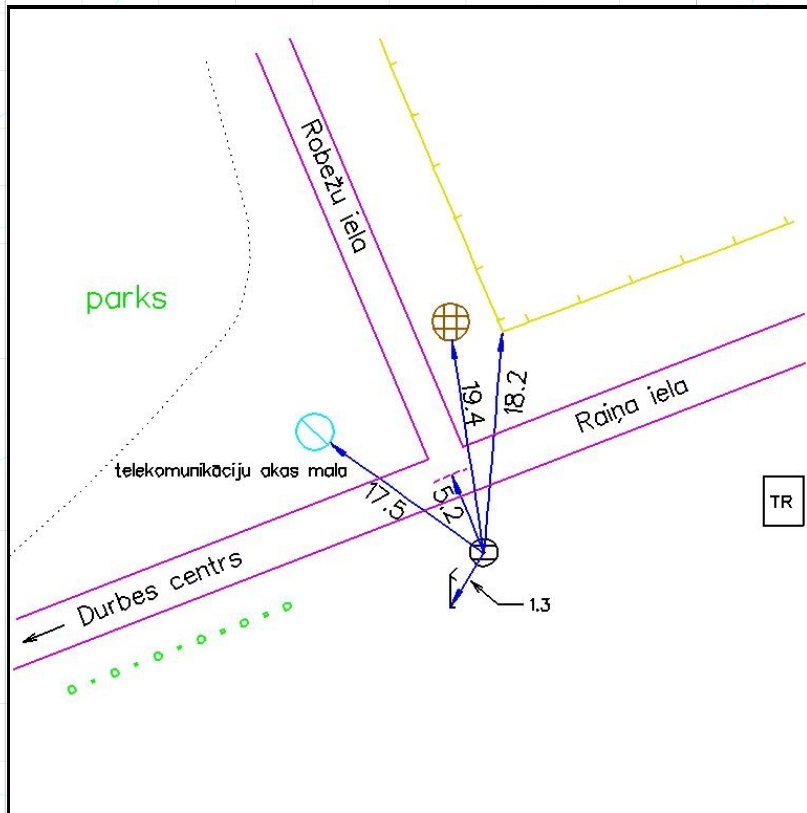 Robežu iela
parks
19.4
18.2
Raiņa iela
telekomunikāciju akas mala
17.5
5.2
TR
Durbes centrs
1.3